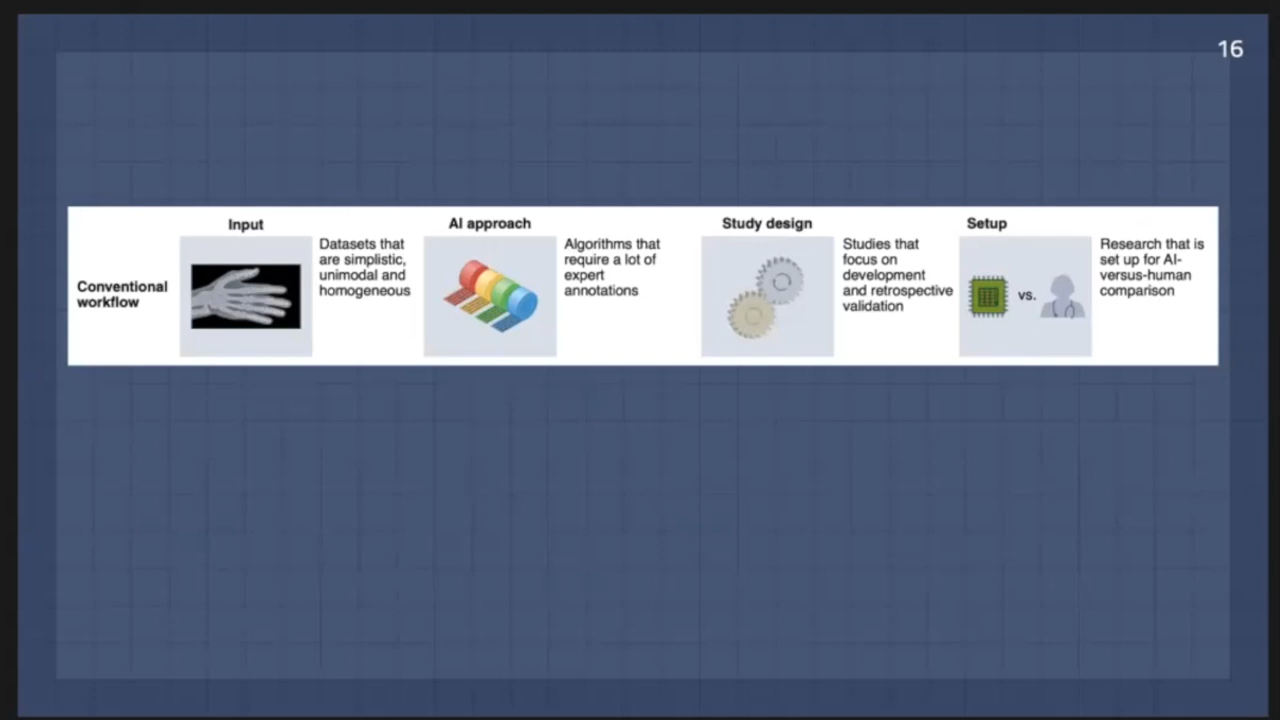 16
Input
AI approach
Study design
Setup
Conventional
workflow
Datasets that
are simplistic,
unimodal and
homogeneous
Algorithms that
require a lot of
expert
annotations
Studies that
focus on
development
and retrospective
validation
vs.
Research that is
set up for AI-
versus-human
comparison